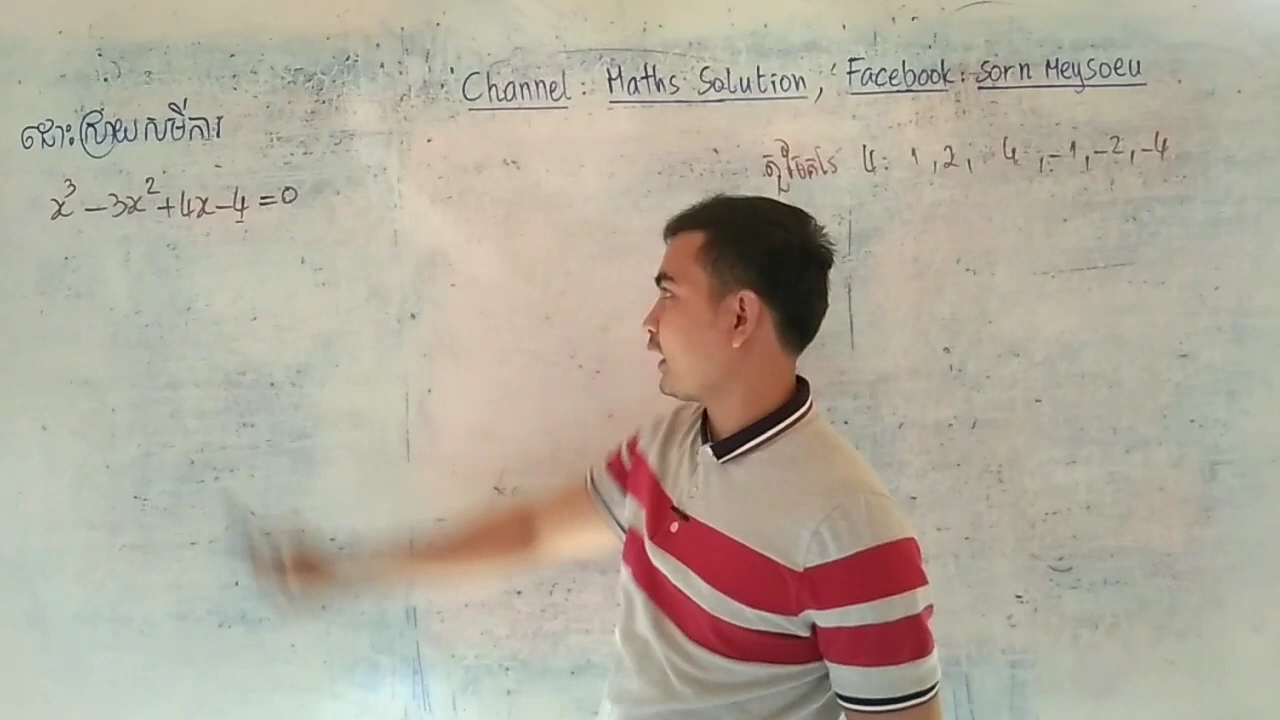 Channel: Maths Solution, Facebook: Sorn Meysoeu
ដោះស្រាយសមីការ
តួចែកនៃ 4: 1, 2, 4, -1, -2, -4
x³ - 3x² + 4x - 4 = 0